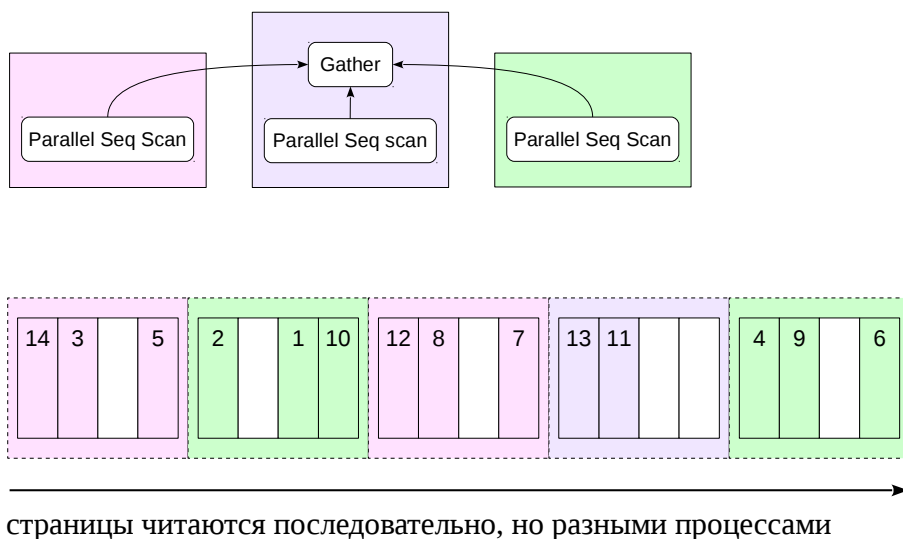 Gather
Parallel Seq Scan
Parallel Seq scan
Parallel Seq Scan
14 3 5 2 1 10 12 8 7 13 11 4 9 6
страницы читаются последовательно, но разными процессами